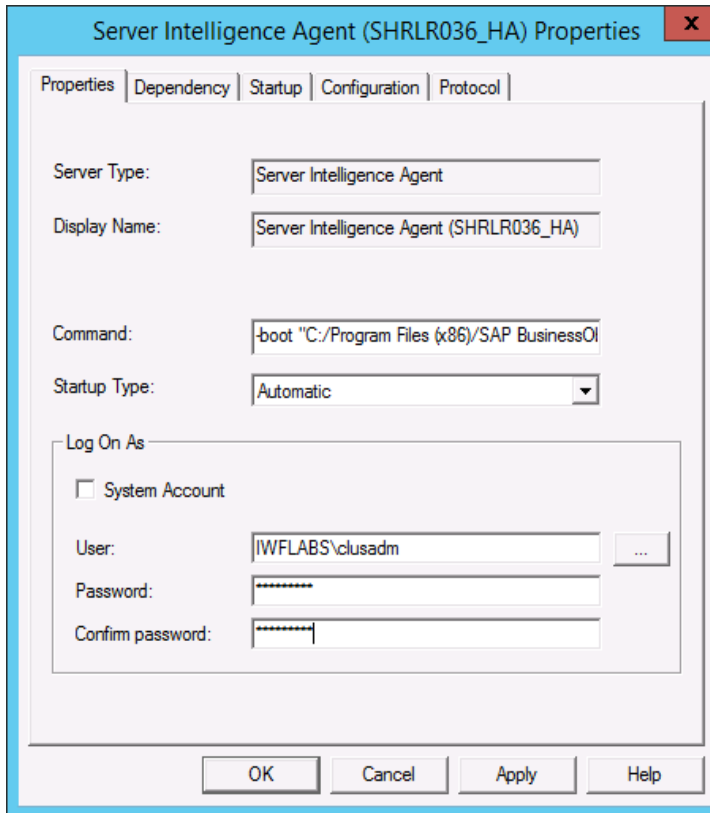 Server Intelligence Agent (SHRLR036_HA) Properties
x
Properties Dependency Startup Configuration Protocol
Server Type: Server Intelligence Agent
Display Name: Server Intelligence Agent (SHRLR036_HA)
Command: -boot "C:/Program Files (x86)/SAP BusinessOl
Startup Type: Automatic
Log On As
System Account
User: IWFLABS\clusadm ...
Password: *********
Confirm password: *********
OK Cancel Apply Help